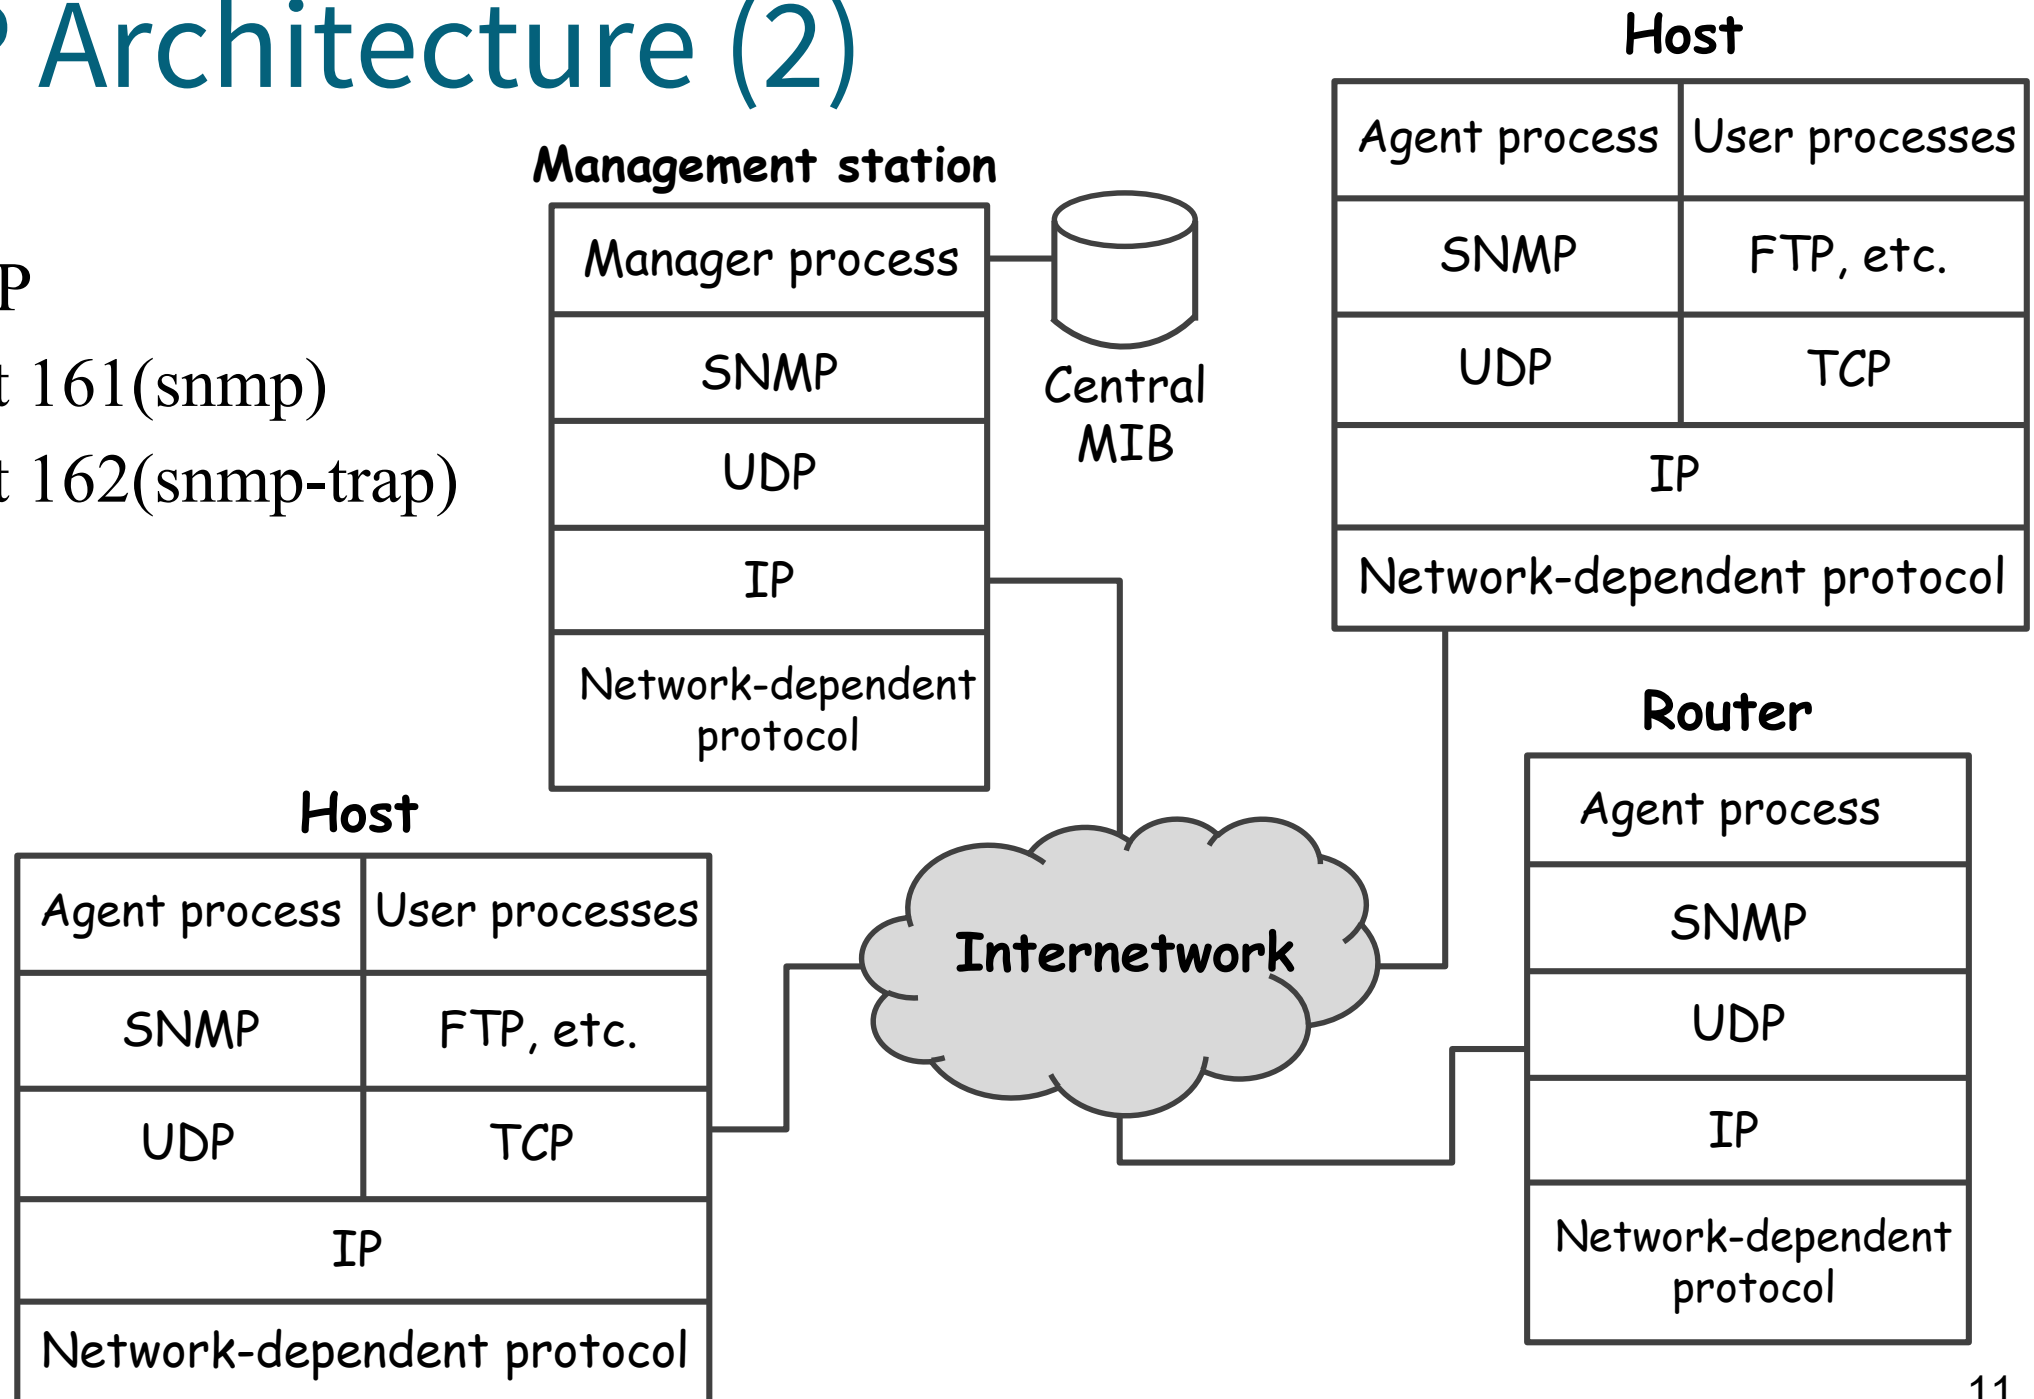 P Architecture (2)
P
t 161(snmp)
t 162(snmp-trap)
Management station
Manager process
SNMP
UDP
IP
Network-dependent
protocol
Central
MIB
Host
Agent process User processes
SNMP FTP, etc.
UDP TCP
IP
Network-dependent protocol
Router
Agent process
SNMP
UDP
IP
Network-dependent
protocol
Internetwork
Host
Agent process User processes
SNMP FTP, etc.
UDP TCP
IP
Network-dependent protocol
11